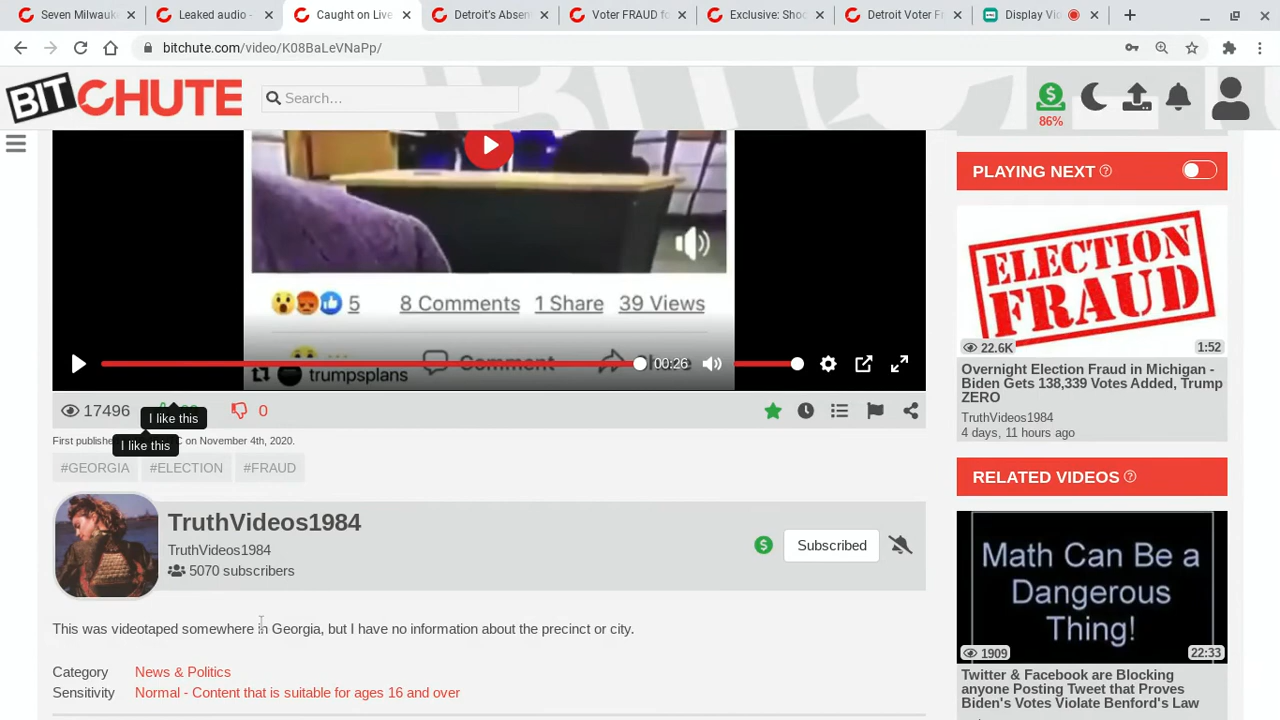 Seven Milwauk
Leaked audio -
Caught on Live
Detroit's Absen
Voter FRAUD fo
Exclusive: Shoc
Detroit Voter Fr
Display Vid
bitchute.com/video/K08BaLeVNaPp/
BITCHUTE
Search...
86%
5 8 Comments 1 Share 39 Views
Comment
trumpsplans
00:26
17496
0
I like this
First publishe
C on November 4th, 2020.
I like this
#GEORGIA #ELECTION #FRAUD
TruthVideos1984
TruthVideos1984
5070 subscribers
Subscribed
This was videotaped somewhere in Georgia, but I have no information about the precinct or city.
Category News & Politics
Sensitivity Normal - Content that is suitable for ages 16 and over
PLAYING NEXT
ELECTION
FRAUD
22.6K 1:52
Overnight Election Fraud in Michigan -
Biden Gets 138,339 Votes Added, Trump
ZERO
TruthVideos1984
4 days, 11 hours ago
RELATED VIDEOS
Math Can Be a
Dangerous
Thing!
1909 22:33
Twitter & Facebook are Blocking
anyone Posting Tweet that Proves
Biden's Votes Violate Benford's Law